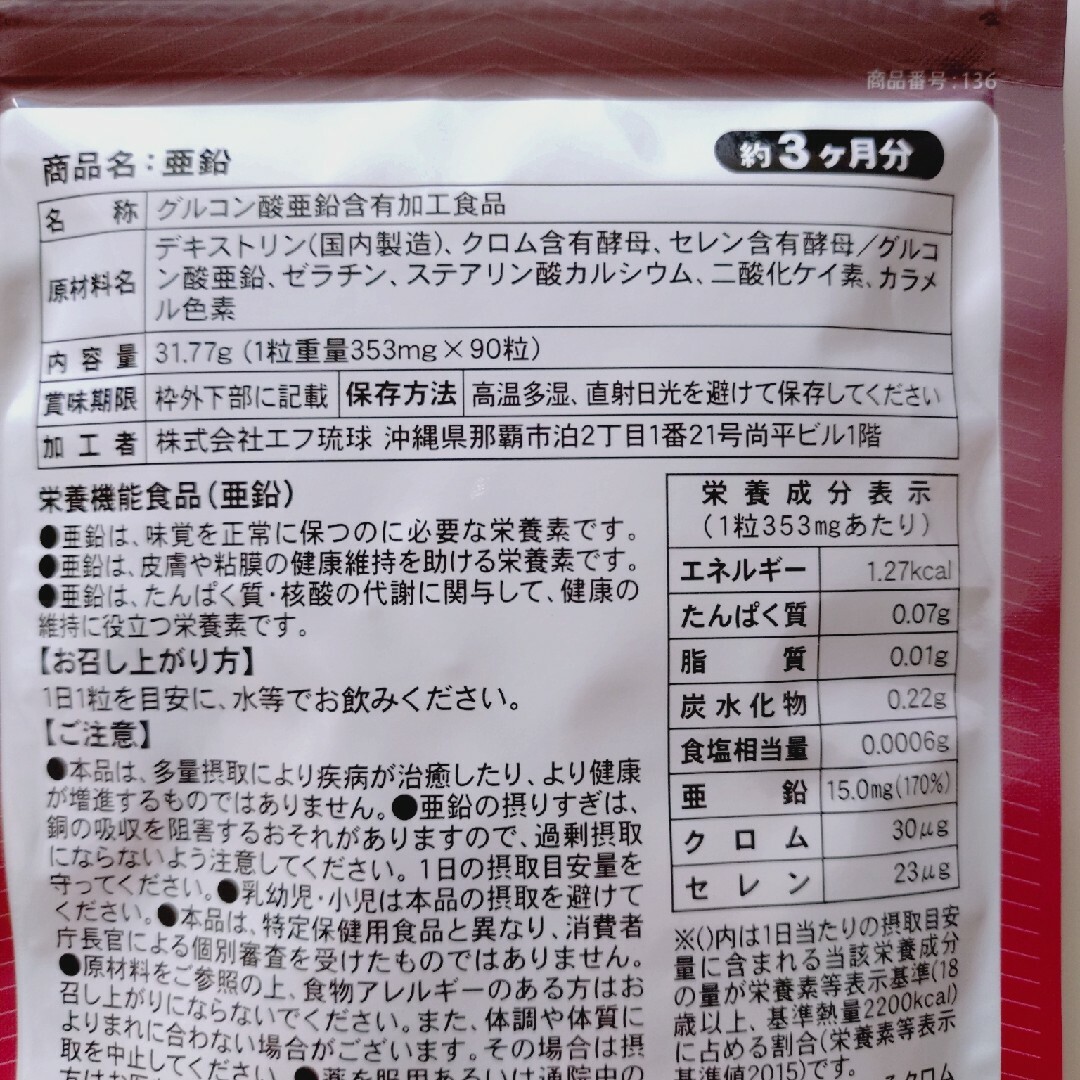 商品番号:136
商品名:亜鉛
約3ヶ月分
名称 グルコン酸亜鉛含有加工食品
原材料名 デキストリン(国内製造)、クロム含有酵母、セレン含有酵母/グルコ
ン酸亜鉛、ゼラチン、ステアリン酸カルシウム、二酸化ケイ素、カラメ
ル色素
内容量 31.77g (1粒重量353mg×90粒)
賞味期限 枠外下部に記載 保存方法 高温多湿、直射日光を避けて保存してください
加工者 株式会社エフ琉球 沖縄県那覇市泊2丁目1番21号尚平ビル1階
栄養機能食品(亜鉛)
●亜鉛は、味覚を正常に保つのに必要な栄養素です。
●亜鉛は、皮膚や粘膜の健康維持を助ける栄養素です。
●亜鉛は、たんぱく質・核酸の代謝に関与して、健康の
維持に役立つ栄養素です。
【お召し上がり方】
1日1粒を目安に、水等でお飲みください。
【ご注意】
●本品は、多量摂取により疾病が治癒したり、より健康
が増進するものではありません。●亜鉛の摂りすぎは、
銅の吸収を阻害するおそれがありますので、過剰摂取
にならないよう注意してください。1日の摂取目安量を
守ってください。●乳幼児・小児は本品の摂取を避けて
ください。●本品は、特定保健用食品と異なり、消費者
庁長官による個別審査を受けたものではありません。
●原材料をご参照の上、食物アレルギーのある方はお
召し上がりにならないでください。また、体調や体質に
よりまれに合わない場合がございます。その場合は摂
取を中止してください。●薬を服用あるいは通院中の
栄養成分表示
(1粒353mgあたり)
エネルギー 1.27kcal
たんぱく質 0.07g
脂質 0.01g
炭水化物 0.22g
食塩相当量 0.0006g
亜鉛 15.0mg(170%)
クロム 30μg
セレン 23μg
※()内は1日当たりの摂取目安
量に含まれる当該栄養成分
の量が栄養素等表示基準(18
歳以上、基準熱量2200kcal)
に占める割合(栄養素等表示
基準値2015)です。
クロム